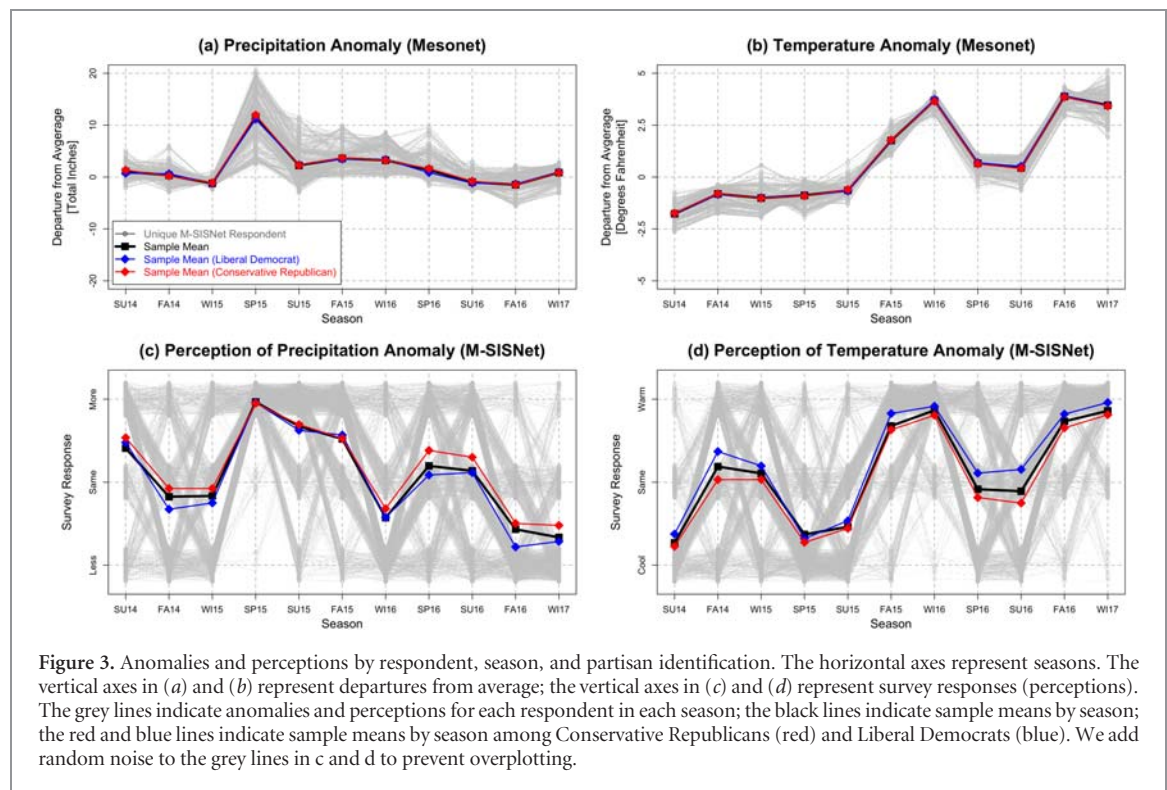 (a) Precipitation Anomaly (Mesonet)
Departure from Avgerage
[Total Inches]
20
10
0
-10
-20
Unique M-SISNet Respondent
Sample Mean
Sample Mean (Liberal Democrat)
Sample Mean (Conservative Republican)
SU14 FA14 WI15 SP15 SU15 FA15 WI16 SP16 SU16 FA16 WI17
Season
(b) Temperature Anomaly (Mesonet)
Departure from Avgerage
[Degrees Fahrenheit]
5
2.5
0
-2.5
-5
SU14 FA14 WI15 SP15 SU15 FA15 WI16 SP16 SU16 FA16 WI17
Season
(c) Perception of Precipitation Anomaly (M-SISNet)
Survey Response
More
Same
Less
SU14 FA14 WI15 SP15 SU15 FA15 WI16 SP16 SU16 FA16 WI17
Season
(d) Perception of Temperature Anomaly (M-SISNet)
Survey Response
Warm
Same
Cool
SU14 FA14 WI15 SP15 SU15 FA15 WI16 SP16 SU16 FA16 WI17
Season
Figure 3. Anomalies and perceptions by respondent, season, and partisan identification. The horizontal axes represent seasons. The
vertical axes in (a) and (b) represent departures from average; the vertical axes in (c) and (d) represent survey responses (perceptions).
The grey lines indicate anomalies and perceptions for each respondent in each season; the black lines indicate sample means by season;
the red and blue lines indicate sample means by season among Conservative Republicans (red) and Liberal Democrats (blue). We add
random noise to the grey lines in c and d to prevent overplotting.